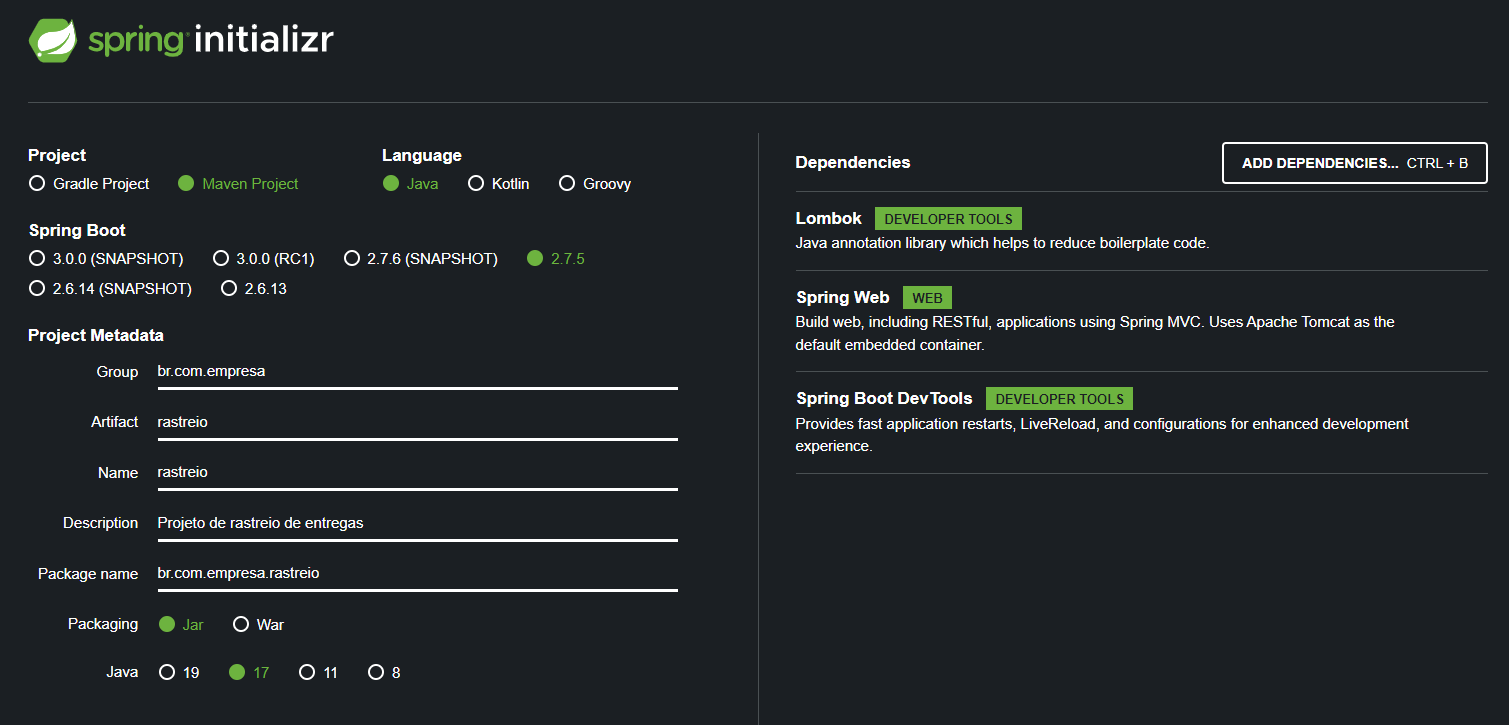 spring initializr
Project
Gradle Project Maven Project
Language
Java Kotlin Groovy
Spring Boot
3.0.0 (SNAPSHOT) 3.0.0 (RC1) 2.7.6 (SNAPSHOT) 2.7.5
2.6.14 (SNAPSHOT) 2.6.13
Project Metadata
Group br.com.empresa
Artifact rastreio
Name rastreio
Description Projeto de rastreio de entregas
Package name br.com.empresa.rastreio
Packaging Jar War
Java 19 17 11 8
Dependencies ADD DEPENDENCIES... CTRL + B
Lombok DEVELOPER TOOLS
Java annotation library which helps to reduce boilerplate code.
Spring Web WEB
Build web, including RESTful, applications using Spring MVC. Uses Apache Tomcat as the
default embedded container.
Spring Boot DevTools DEVELOPER TOOLS
Provides fast application restarts, LiveReload, and configurations for enhanced development
experience.